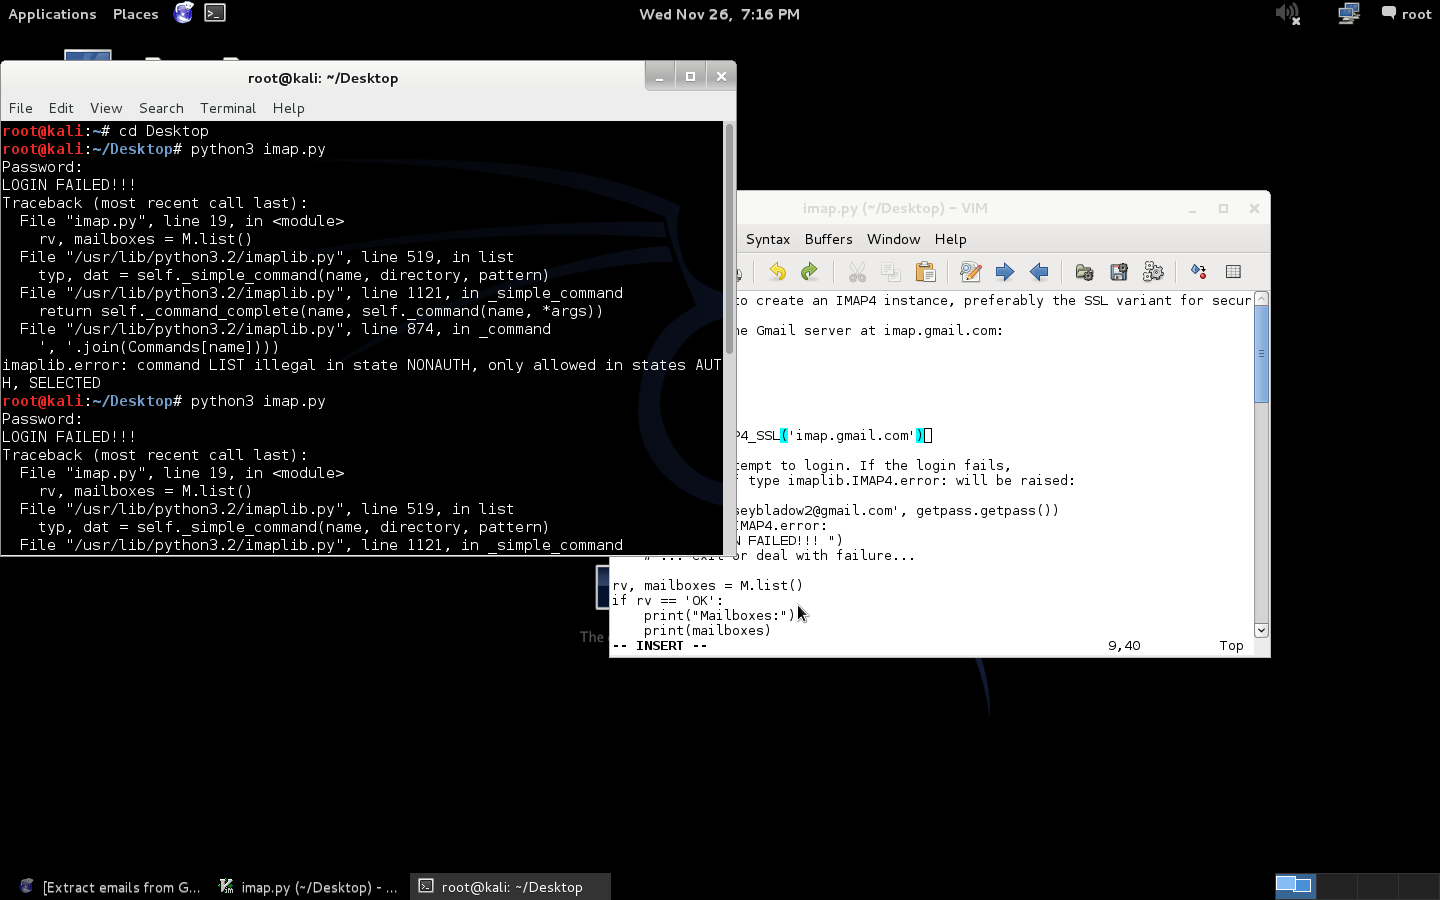 Applications Places
Wed Nov 26, 7:16 PM
root
root@kali: ~/Desktop
File Edit View Search Terminal Help
root@kali:~# cd Desktop
root@kali:~/Desktop# python3 imap.py
Password:
LOGIN FAILED!!!
Traceback (most recent call last):
  File "imap.py", line 19, in <module>
    rv, mailboxes = M.list()
  File "/usr/lib/python3.2/imaplib.py", line 519, in list
    typ, dat = self._simple_command(name, directory, pattern)
  File "/usr/lib/python3.2/imaplib.py", line 1121, in _simple_command
    return self._command_complete(name, self._command(name, *args))
  File "/usr/lib/python3.2/imaplib.py", line 874, in _command
    ', '.join(Commands[name])))
imaplib.error: command LIST illegal in state NONAUTH, only allowed in states AUT
H, SELECTED
root@kali:~/Desktop# python3 imap.py
Password:
LOGIN FAILED!!!
Traceback (most recent call last):
  File "imap.py", line 19, in <module>
    rv, mailboxes = M.list()
  File "/usr/lib/python3.2/imaplib.py", line 519, in list
    typ, dat = self._simple_command(name, directory, pattern)
  File "/usr/lib/python3.2/imaplib.py", line 1121, in _simple_command
imap.py (~/Desktop) - VIM
Syntax Buffers Window Help
to create an IMAP4 instance, preferably the SSL variant for secur
Gmail server at imap.gmail.com:
P4_SSL('imap.gmail.com')
tempt to login. If the login fails,
f type imaplib.IMAP4.error: will be raised:
seybladow2@gmail.com', getpass.getpass())
IMAP4.error:
N FAILED!!! ")
# ... exit or deal with failure...
rv, mailboxes = M.list()
if rv == 'OK':
    print("Mailboxes:")
    print(mailboxes)
-- INSERT -- 9,40 Top
The
[Extract emails from G... imap.py (~/Desktop) - ... root@kali: ~/Desktop